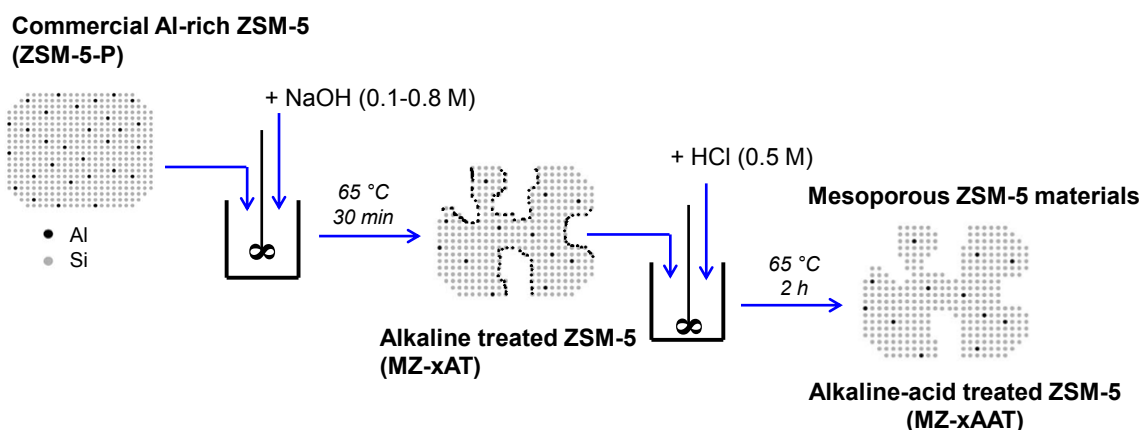 Commercial Al-rich ZSM-5
(ZSM-5-P)
+ NaOH (0.1-0.8 M)
65 °C
30 min
Al
Si
Alkaline treated ZSM-5
(MZ-xAT)
+ HCl (0.5 M)
65 °C
2 h
Mesoporous ZSM-5 materials
Alkaline-acid treated ZSM-5
(MZ-xAAT)